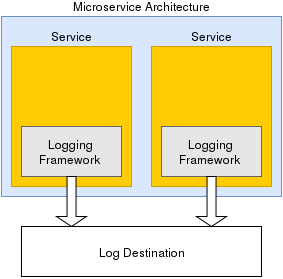 Microservice Architecture
Service
Service
Logging
Framework
Logging
Framework
Log Destination